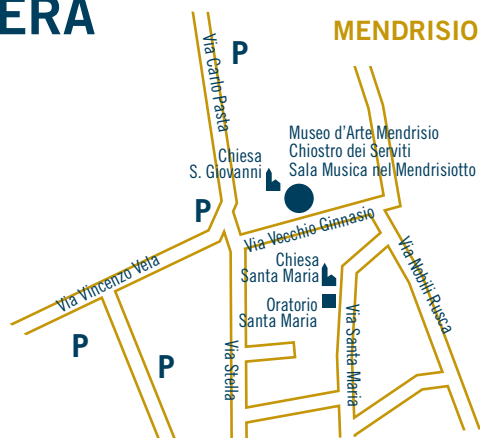 ERA
MENDRISIO
P
Via Carlo Pasta
Museo d'Arte Mendrisio
Chiostro dei Serviti
Sala Musica nel Mendrisiotto
Chiesa
S. Giovanni
P
Via Vecchio Ginnasio
Via Vincenzo Vela
Chiesa
Santa Maria
Oratorio
Santa Maria
Via Nobili Rusca
P
P
Via Stella
Via Santa Maria